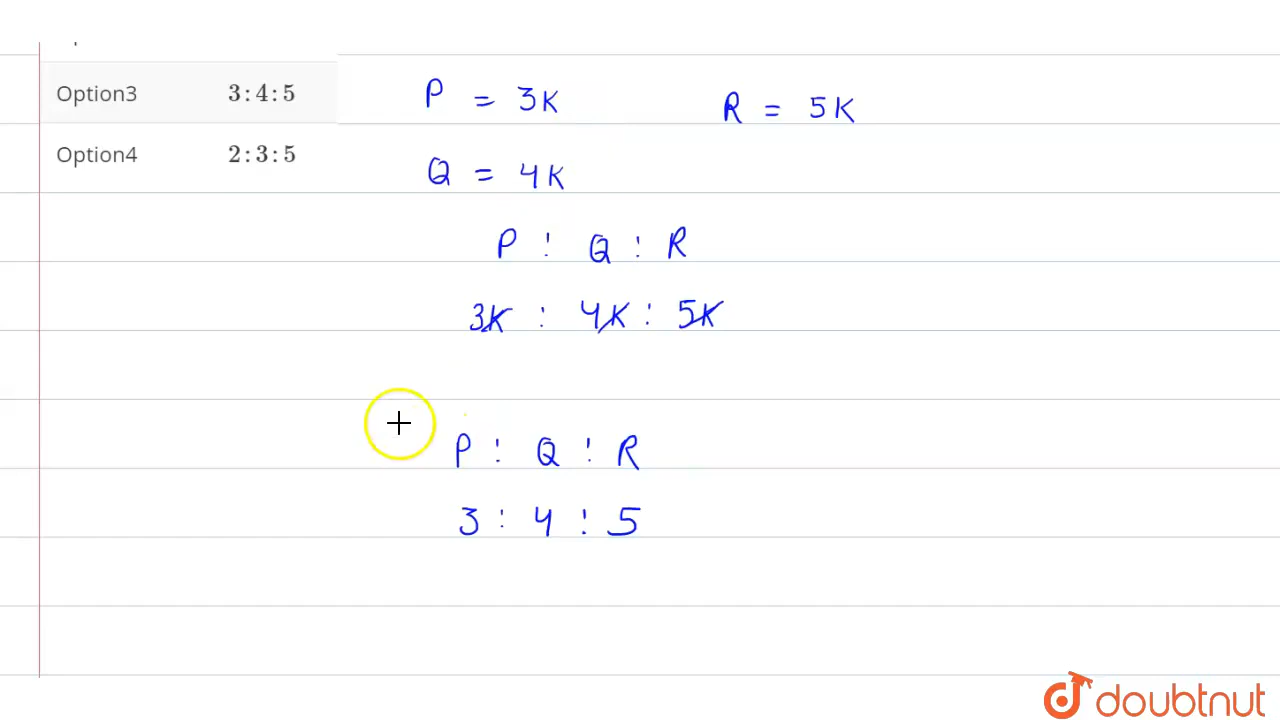 Option3 3 : 4 : 5
P = 3K R = 5K
Option4 2 : 3 : 5
Q = 4K
P : Q : R
3K : 4K : 5K
P : Q : R
3 : 4 : 5
doubtnut